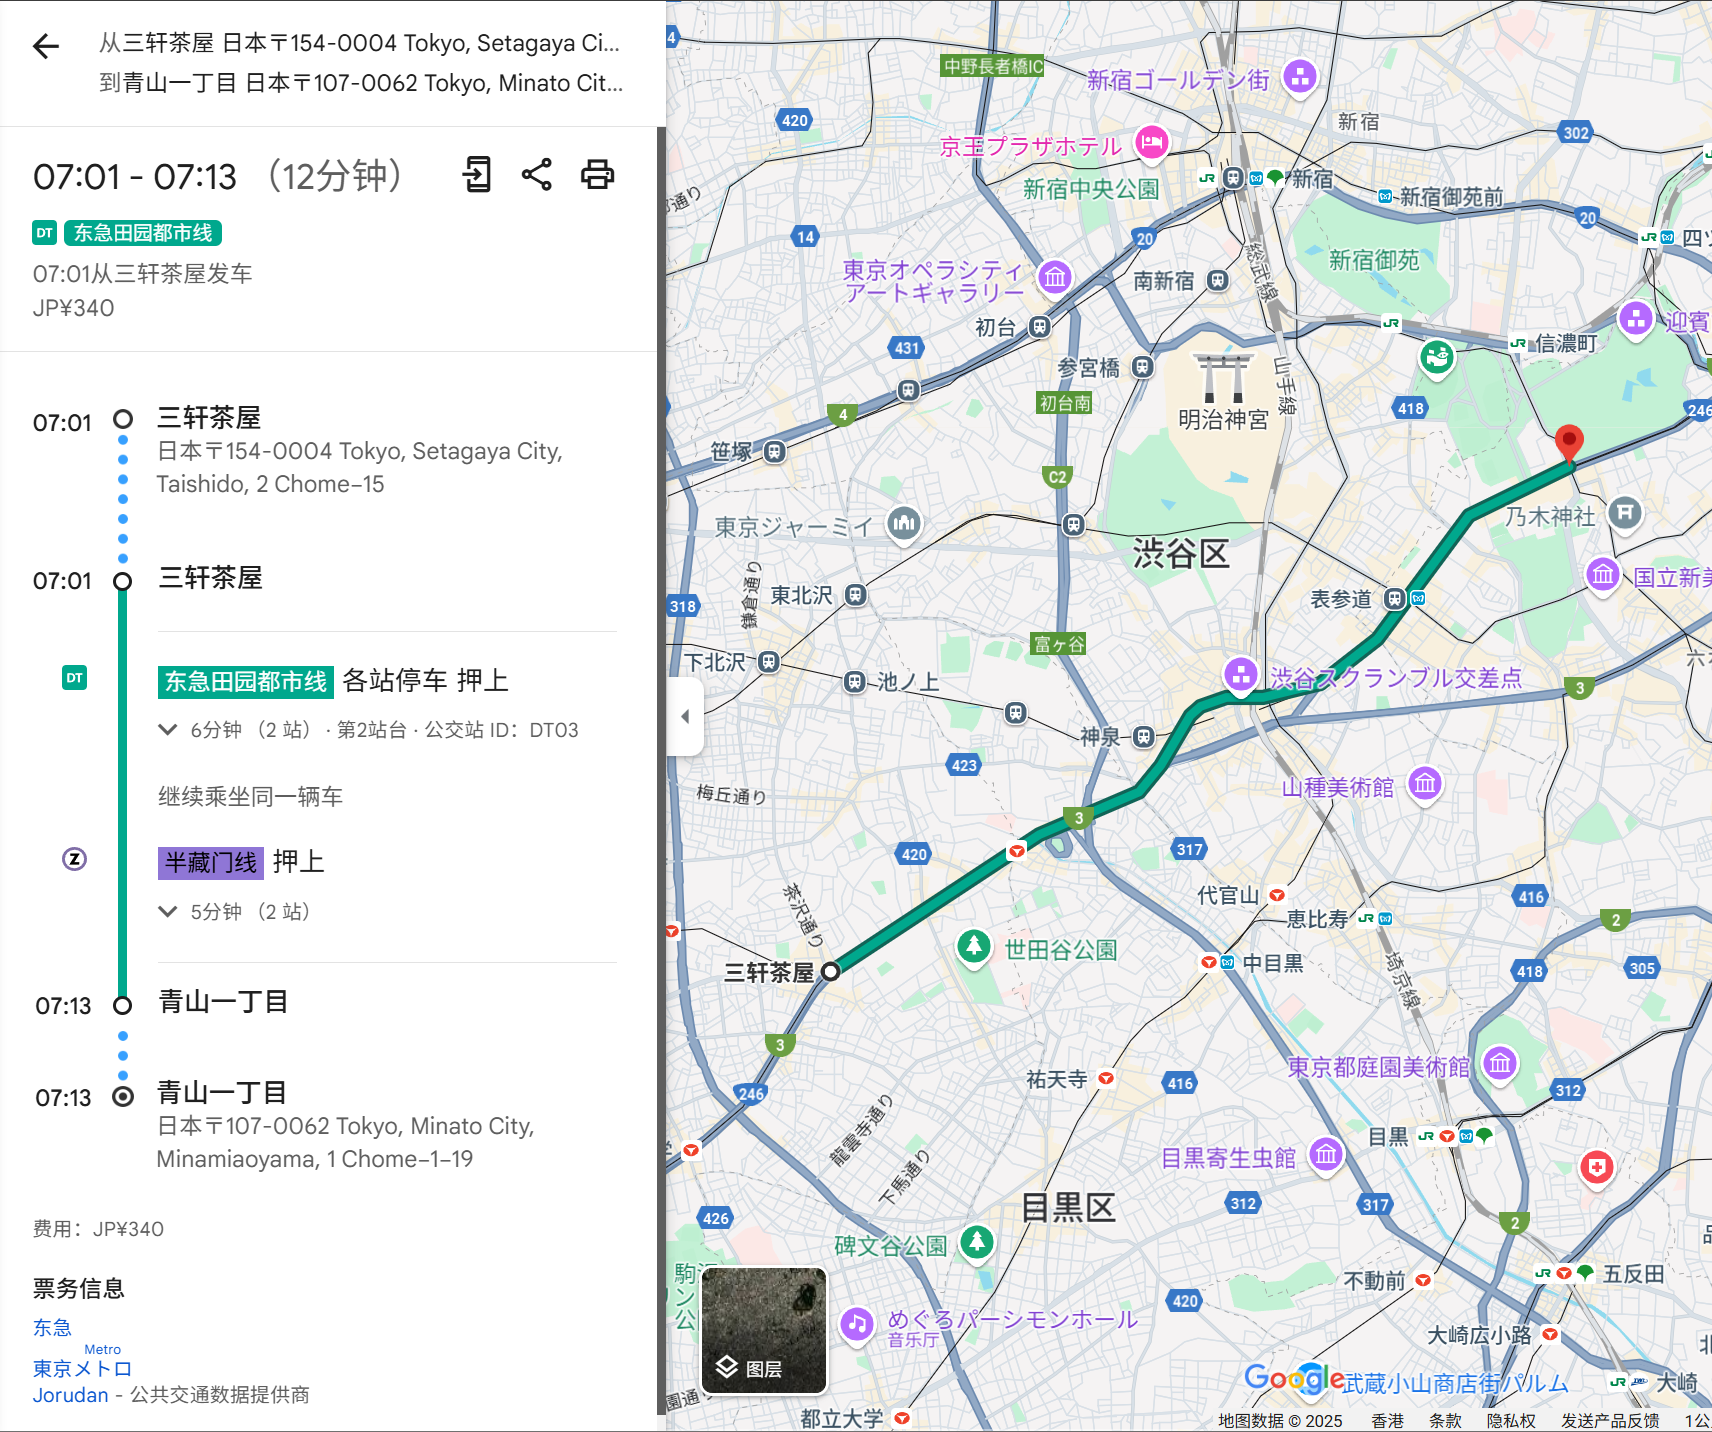 从三轩茶屋 日本〒154-0004 Tokyo, Setagaya Ci...
到青山一丁目 日本〒107-0062 Tokyo, Minato Cit...
07:01 - 07:13 （12分钟）
DT 东急田园都市线
07:01从三轩茶屋发车
JP¥340
07:01 三轩茶屋
日本〒154-0004 Tokyo, Setagaya City,
Taishido, 2 Chome−15
07:01 三轩茶屋
DT 东急田园都市线 各站停车 押上
6分钟 （2 站） · 第2站台 · 公交站 ID：DT03
继续乘坐同一辆车
Z 半藏门线 押上
5分钟 （2 站）
07:13 青山一丁目
07:13 青山一丁目
日本〒107-0062 Tokyo, Minato City,
Minamiaoyama, 1 Chome−1−19
费用：JP¥340
票务信息
东急
Metro
東京メトロ
Jorudan - 公共交通数据提供商
4
中野長者橋IC
新宿ゴールデン街
420
新宿
302
京王プラザホテル
新宿中央公園
JR 新宿
新宿御苑前
20
14
20
JR 四ツ
東京オペラシティ
アートギャラリー
南新宿
総武線
新宿御苑
初台
JR
迎賓
431
JR 信濃町
参宮橋
山手線
4
初台南
明治神宮
418
246
笹塚
C2
東京ジャーミイ
乃木神社
渋谷区
鎌倉通り
東北沢
表参道
国立新美
318
富ヶ谷
下北沢
池ノ上
渋谷スクランブル交差点
3
六
神泉
423
梅丘通り
山種美術館
3
420
317
茶沢通り
代官山
恵比寿 JR
416
2
世田谷公園
三轩茶屋
中目黒
埼京線
418
305
3
246
祐天寺
416
東京都庭園美術館
312
龍雲寺通り
目黒 JR
下馬通り
目黒寄生虫館
312
317
目黒区
426
2
碑文谷公園
駒沢
リン
公
不動前
JR 五反田
420
めぐろパーシモンホール
音乐厅
大崎広小路
图层
Google
武蔵小山商店街パルム
JR 大崎
園通り
都立大学
地图数据 © 2025 香港 条款 隐私权 发送产品反馈 1公